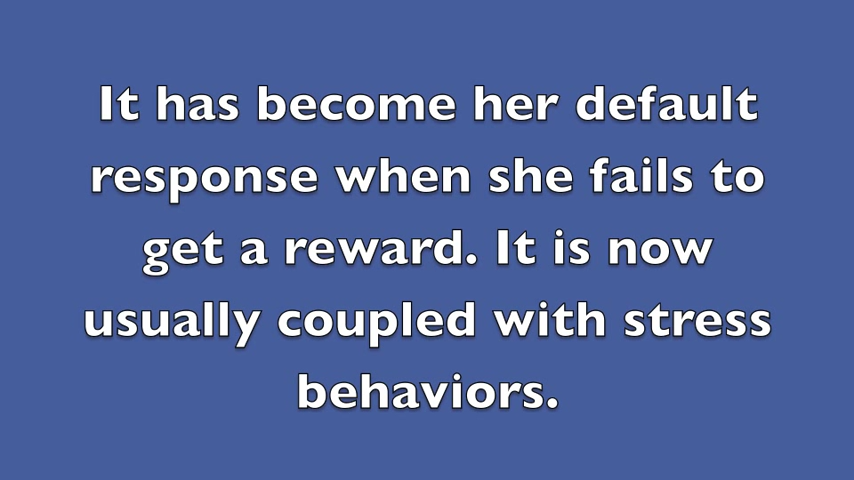 It has become her default
response when she fails to
get a reward. It is now
usually coupled with stress
behaviors.